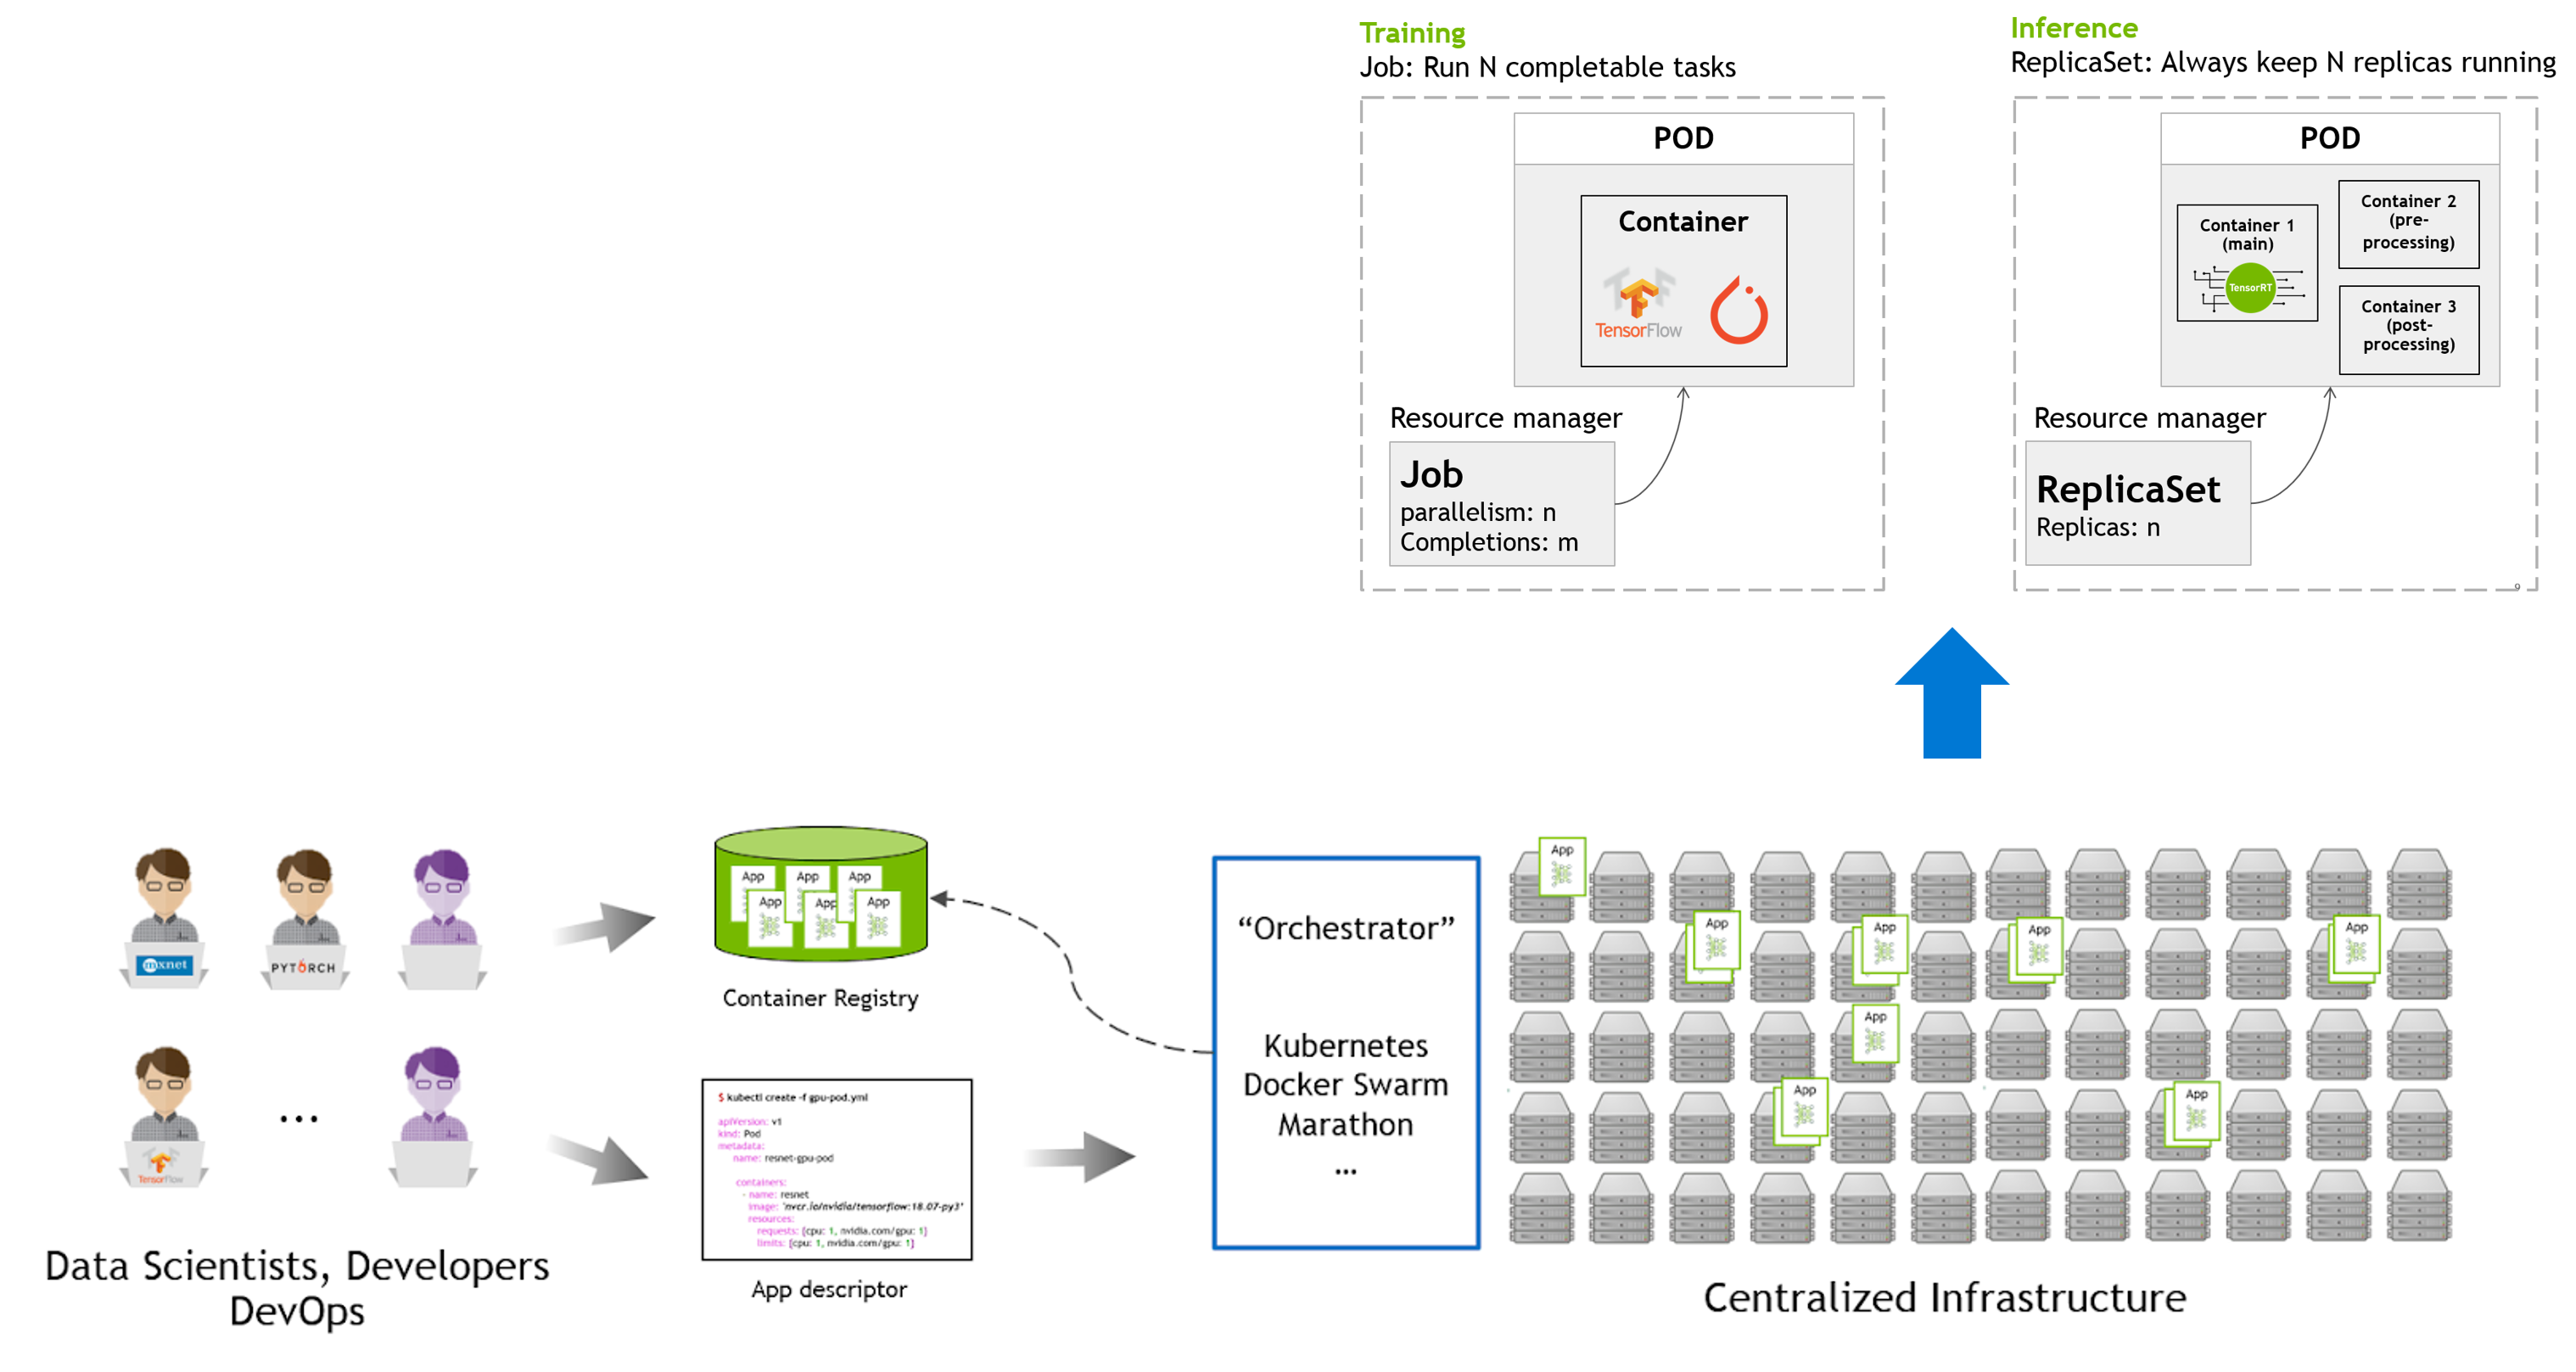 Training
Job: Run N completable tasks
POD
Container
TensorFlow
Resource manager
Job
parallelism: n
Completions: m
Inference
ReplicaSet: Always keep N replicas running
POD
Container 1
(main)
TensorRT
Container 2
(pre-
processing)
Container 3
(post-
processing)
Resource manager
ReplicaSet
Replicas: n
9
mxnet
PYTORCH
TensorFlow
...
Data Scientists, Developers
DevOps
App
App
App
App
App
App
Container Registry
$ kubectl create -f gpu-pod.yml
apiVersion: v1
kind: Pod
metadata:
name: resnet-gpu-pod
containers:
- name: resnet
image: 'nvcr.io/nvidia/tensorflow:18.07-py3'
resources:
requests: {cpu: 1, nvidia.com/gpu: 1}
limits: {cpu: 1, nvidia.com/gpu: 1}
App descriptor
“Orchestrator”
Kubernetes
Docker Swarm
Marathon
...
App
App
App
App
App
App
App
App
Centralized Infrastructure